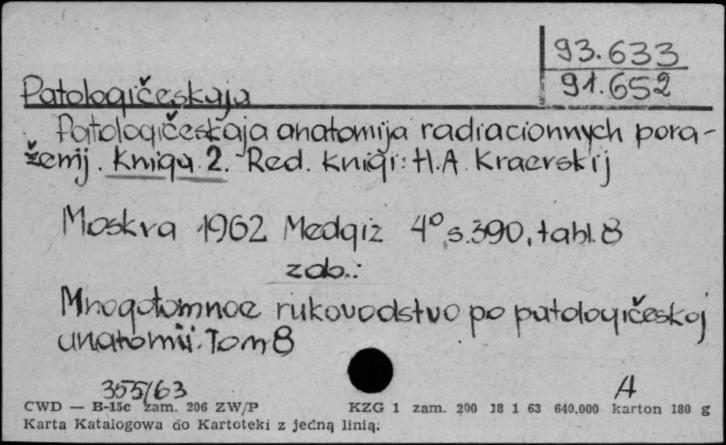 93.633
91.652
Patologičeskaja
Patologičeskaja anatomija radiacionnych pora-
ženij. Kniga 2. Red. knigi: H.A. Kraevskij
Moskva 1962 Medgiz 4° s.390, tabl. 8
zob.:
Mnogotomnoe rukovodstvo po patologičeskoj
anatomii. Tom 8
355/63
A
CWD — B-15c zam. 206 ZW/P KZG 1 zam. 200 18 1 63 640.000 karton 180 g
Karta Katalogowa do Kartoteki z jedną linią.